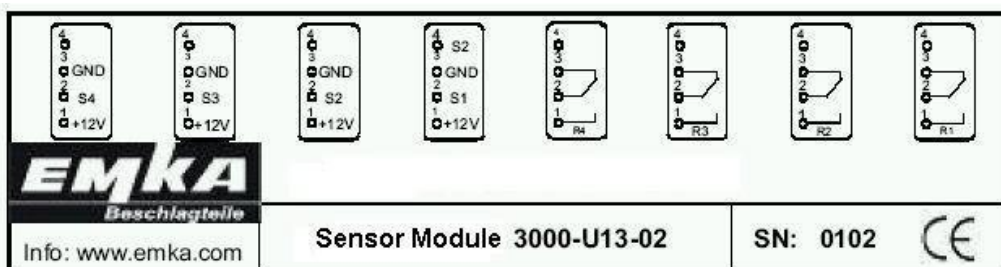 4
3
GND
2
S4
1
+12V
4
3
GND
2
S3
1
+12V
4
3
GND
2
S2
1
+12V
4
S2
3
GND
2
S1
1
+12V
4
3
2
1
R4
4
3
2
1
R3
4
3
2
1
R2
4
3
2
1
R1
EMKA
Beschlagteile
Info: www.emka.com
Sensor Module 3000-U13-02
SN: 0102
CE